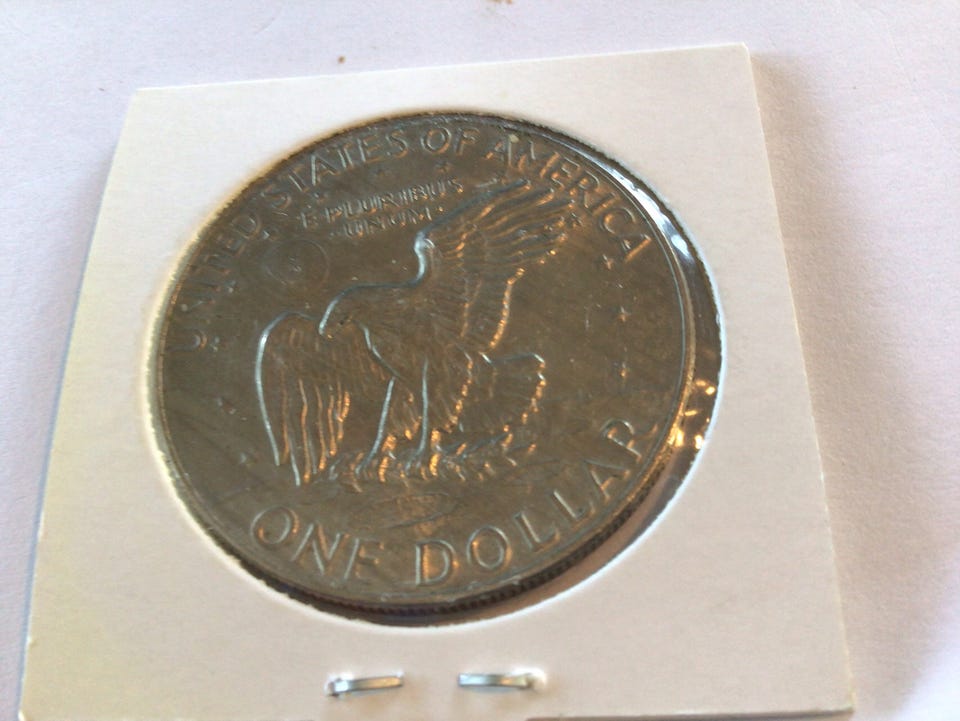 UNITED STATES OF AMERICA
E PLURIBUS
UNUM
ONE DOLLAR